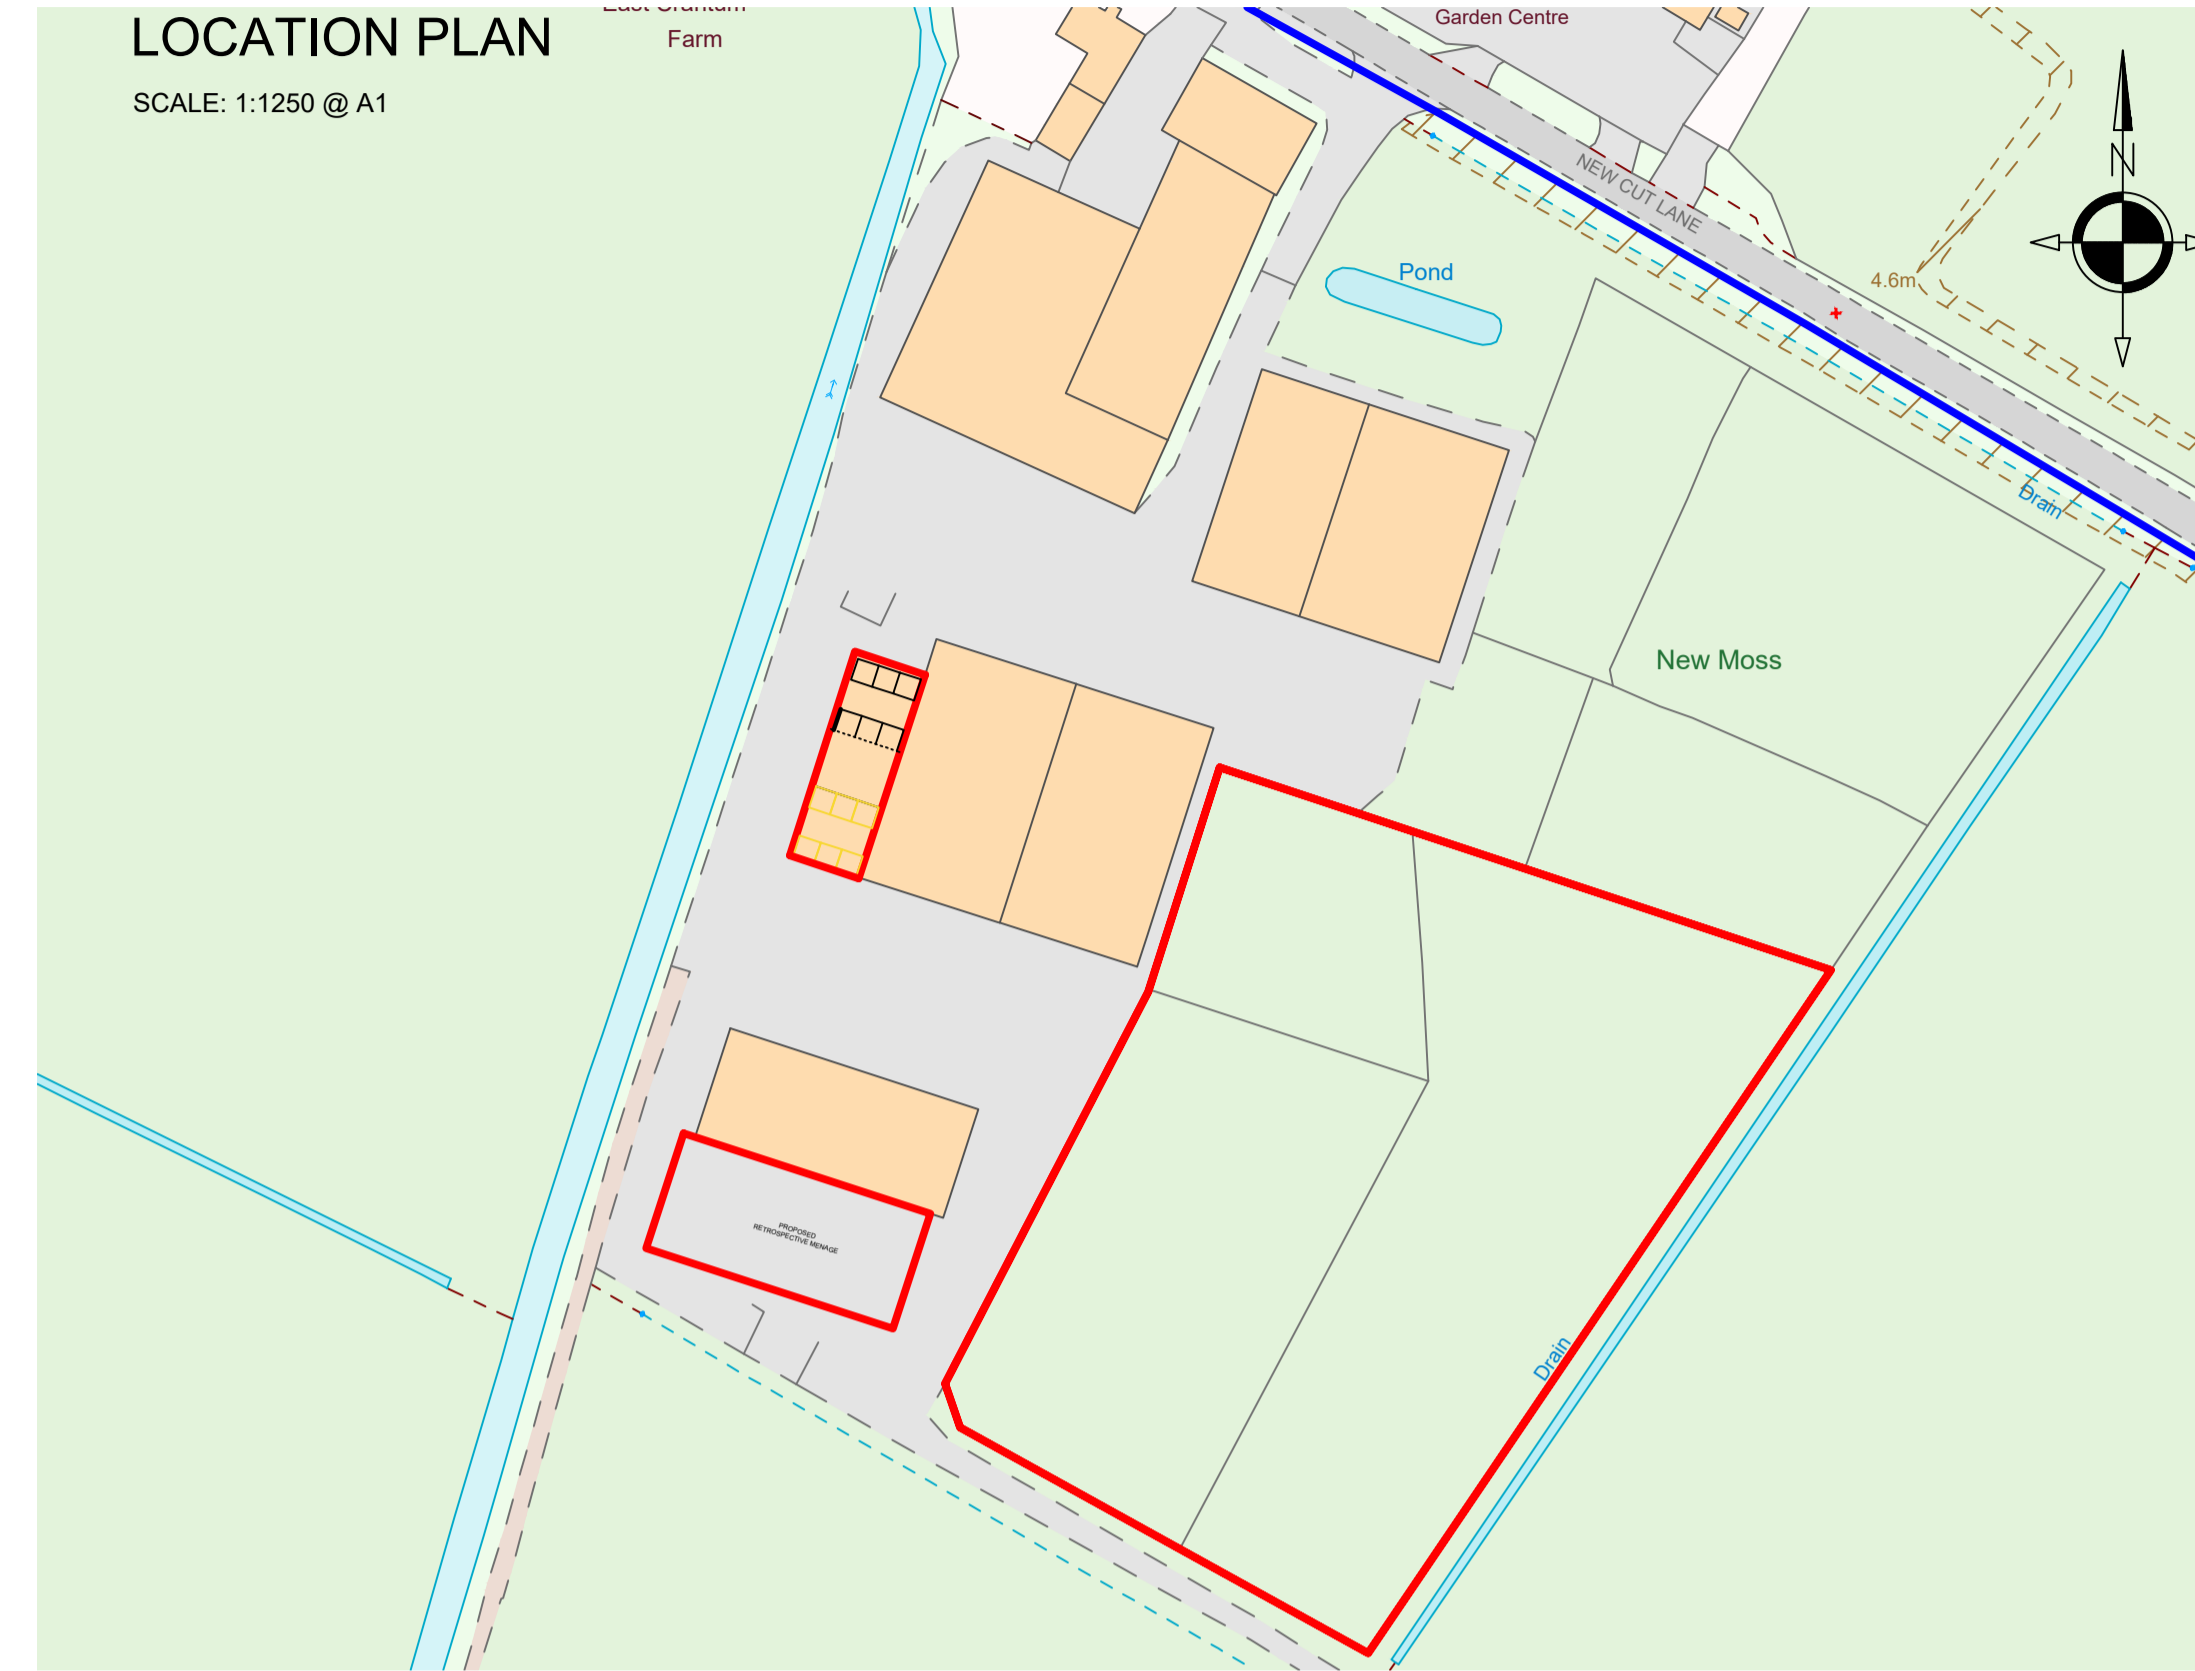 LOCATION PLAN
SCALE: 1:1250 @ A1
Farm
Garden Centre
N
NEW CUT LANE
Pond
4.6m
Drain
New Moss
PROPOSED
RETROSPECTIVE MENAGE
Drain